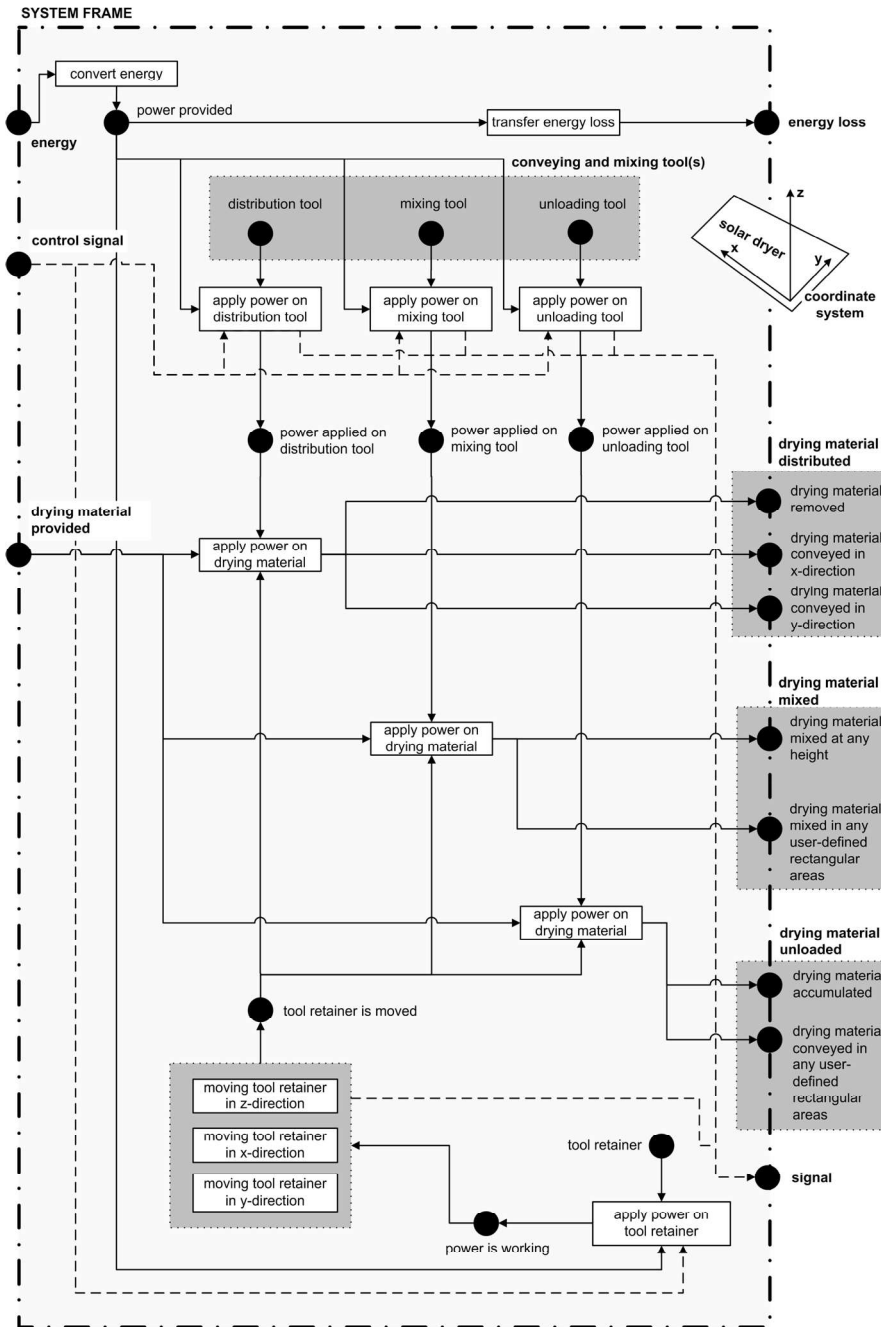 SYSTEM FRAME
convert energy
power provided
transfer energy loss
energy
energy loss
conveying and mixing tool(s)
distribution tool
mixing tool
unloading tool
control signal
z
solar dryer
x
y
coordinate
system
apply power on
distribution tool
apply power on
mixing tool
apply power on
unloading tool
power applied on
distribution tool
power applied on
mixing tool
power applied on
unloading tool
drying material
distributed
drying material
removed
drying material
provided
apply power on
drying material
drying material
conveyed in
x-direction
drying material
conveyed in
y-direction
drying material
mixed
apply power on
drying material
drying material
mixed at any
height
drying material
mixed in any
user-defined
rectangular
areas
apply power on
drying material
drying material
unloaded
drying material
accumulated
tool retainer is moved
drying material
conveyed in
any user-
defined
rectangular
areas
moving tool retainer
in z-direction
moving tool retainer
in x-direction
moving tool retainer
in y-direction
tool retainer
signal
apply power on
tool retainer
power is working